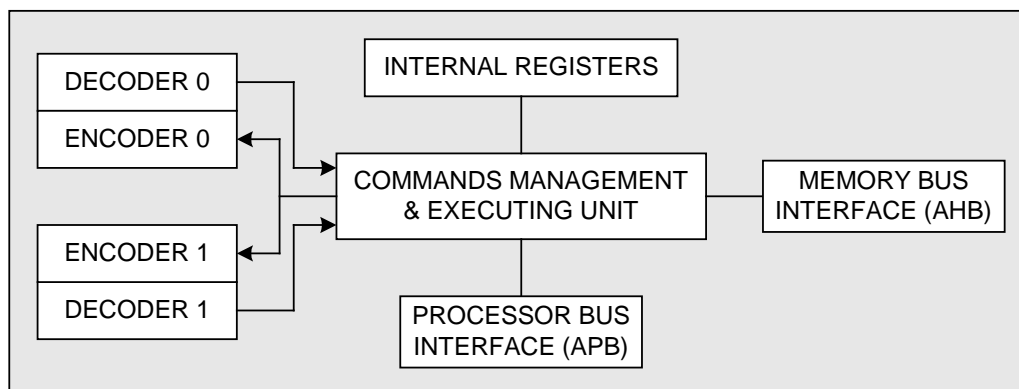 DECODER 0
ENCODER 0
ENCODER 1
DECODER 1
INTERNAL REGISTERS
COMMANDS MANAGEMENT
& EXECUTING UNIT
PROCESSOR BUS
INTERFACE (APB)
MEMORY BUS
INTERFACE (AHB)